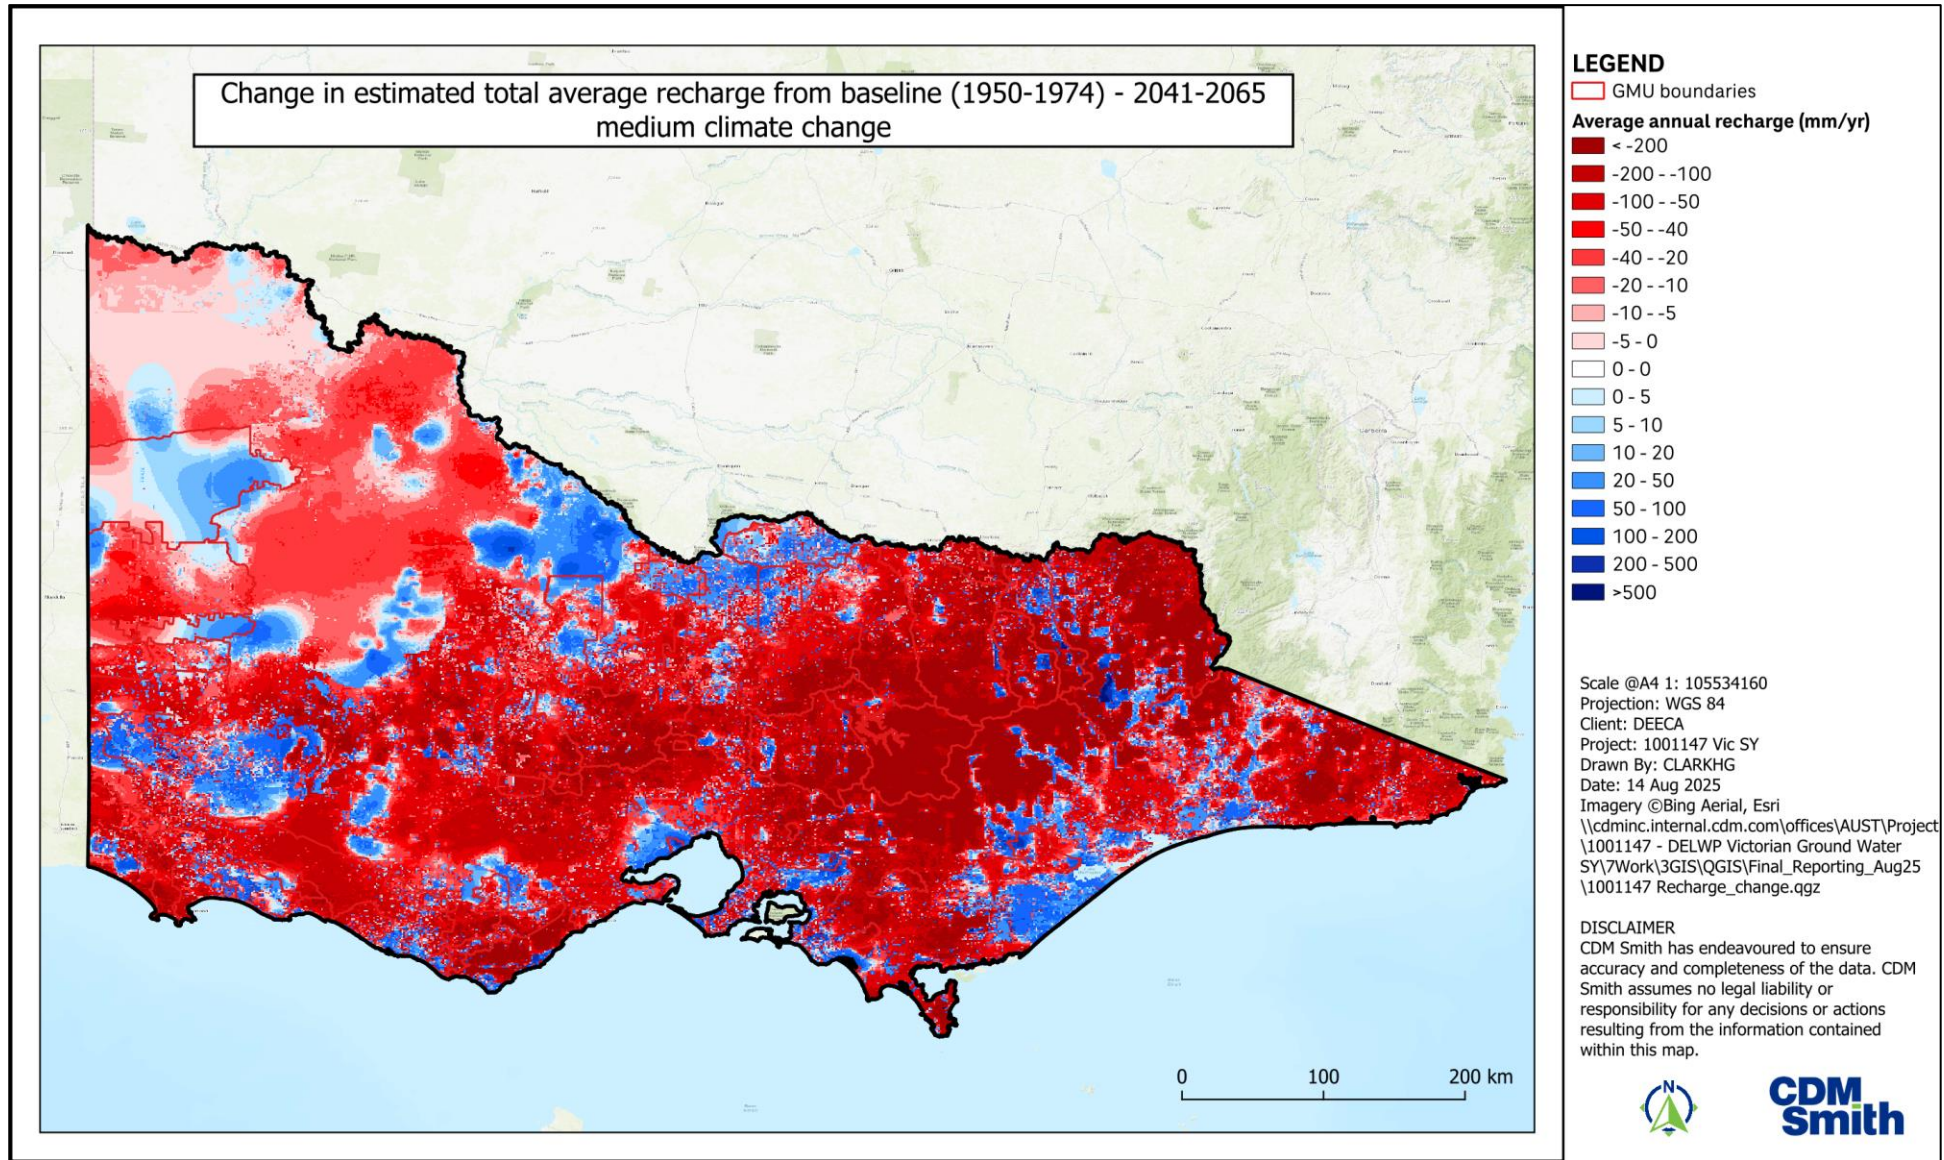 Change in estimated total average recharge from baseline (1950-1974) - 2041-2065
medium climate change
LEGEND
GMU boundaries
Average annual recharge (mm/yr)
< -200
-200 - -100
-100 - -50
-50 - -40
-40 - -20
-20 - -10
-10 - -5
-5 - 0
0 - 0
0 - 5
5 - 10
10 - 20
20 - 50
50 - 100
100 - 200
200 - 500
>500
Scale @A4 1: 105534160
Projection: WGS 84
Client: DEECA
Project: 1001147 Vic SY
Drawn By: CLARKHG
Date: 14 Aug 2025
Imagery ©Bing Aerial, Esri
\\cdminc.internal.cdm.com\offices\AUST\Project
\1001147 - DELWP Victorian Ground Water
SY\7Work\3GIS\QGIS\Final_Reporting_Aug25
\1001147 Recharge_change.qgz
DISCLAIMER
CDM Smith has endeavoured to ensure
accuracy and completeness of the data. CDM
Smith assumes no legal liability or
responsibility for any decisions or actions
resulting from the information contained
within this map.
0 100 200 km
N
CDM
Smith